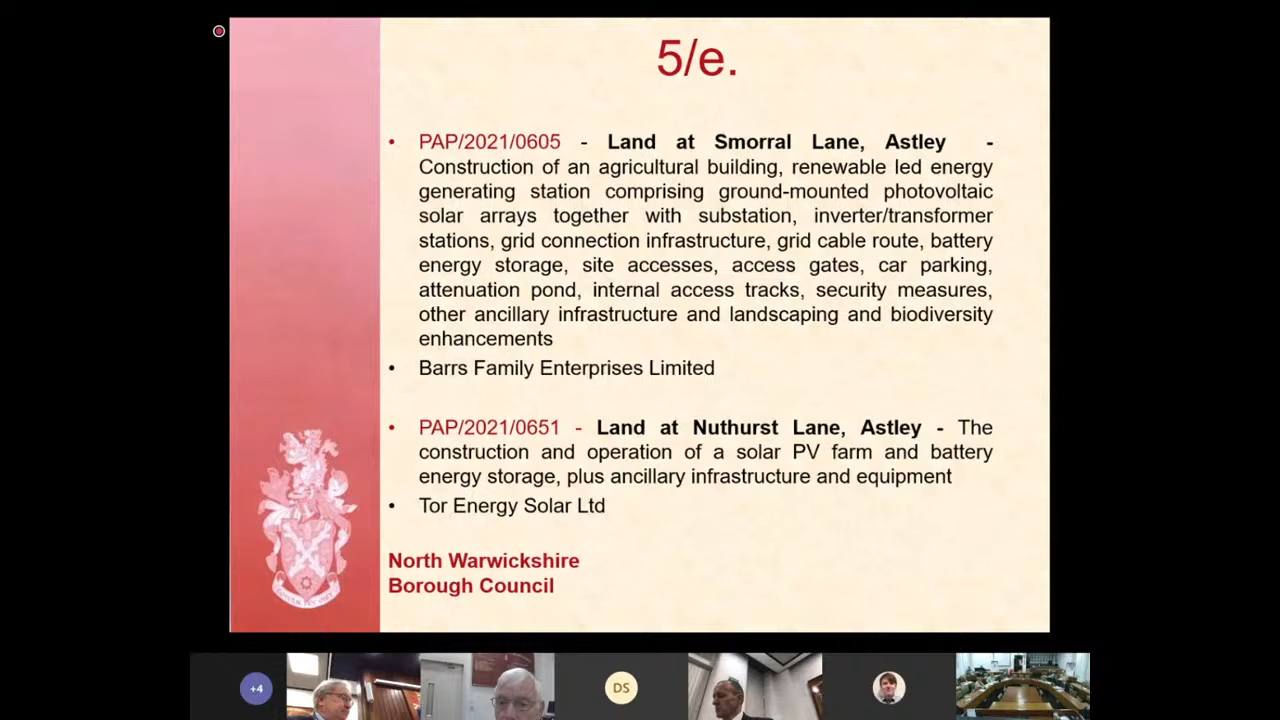 5/e.
• PAP/2021/0605 - Land at Smorral Lane, Astley -
Construction of an agricultural building, renewable led energy
generating station comprising ground-mounted photovoltaic
solar arrays together with substation, inverter/transformer
stations, grid connection infrastructure, grid cable route, battery
energy storage, site accesses, access gates, car parking,
attenuation pond, internal access tracks, security measures,
other ancillary infrastructure and landscaping and biodiversity
enhancements
• Barrs Family Enterprises Limited
• PAP/2021/0651 - Land at Nuthurst Lane, Astley - The
construction and operation of a solar PV farm and battery
energy storage, plus ancillary infrastructure and equipment
• Tor Energy Solar Ltd
North Warwickshire
Borough Council
+4
DS